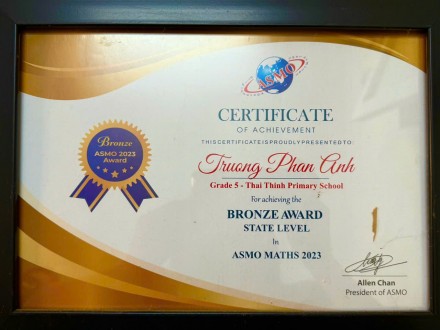 ASMO
CERTIFICATE
OF ACHIEVEMENT
THIS CERTIFICATE IS PROUDLY PRESENTED TO:
Truong Phan Anh
Grade 5 - Thai Thinh Primary School
For achieving the
BRONZE AWARD
STATE LEVEL
In
ASMO MATHS 2023
Bronze
ASMO 2023
Award
Allen Chan
President of ASMO